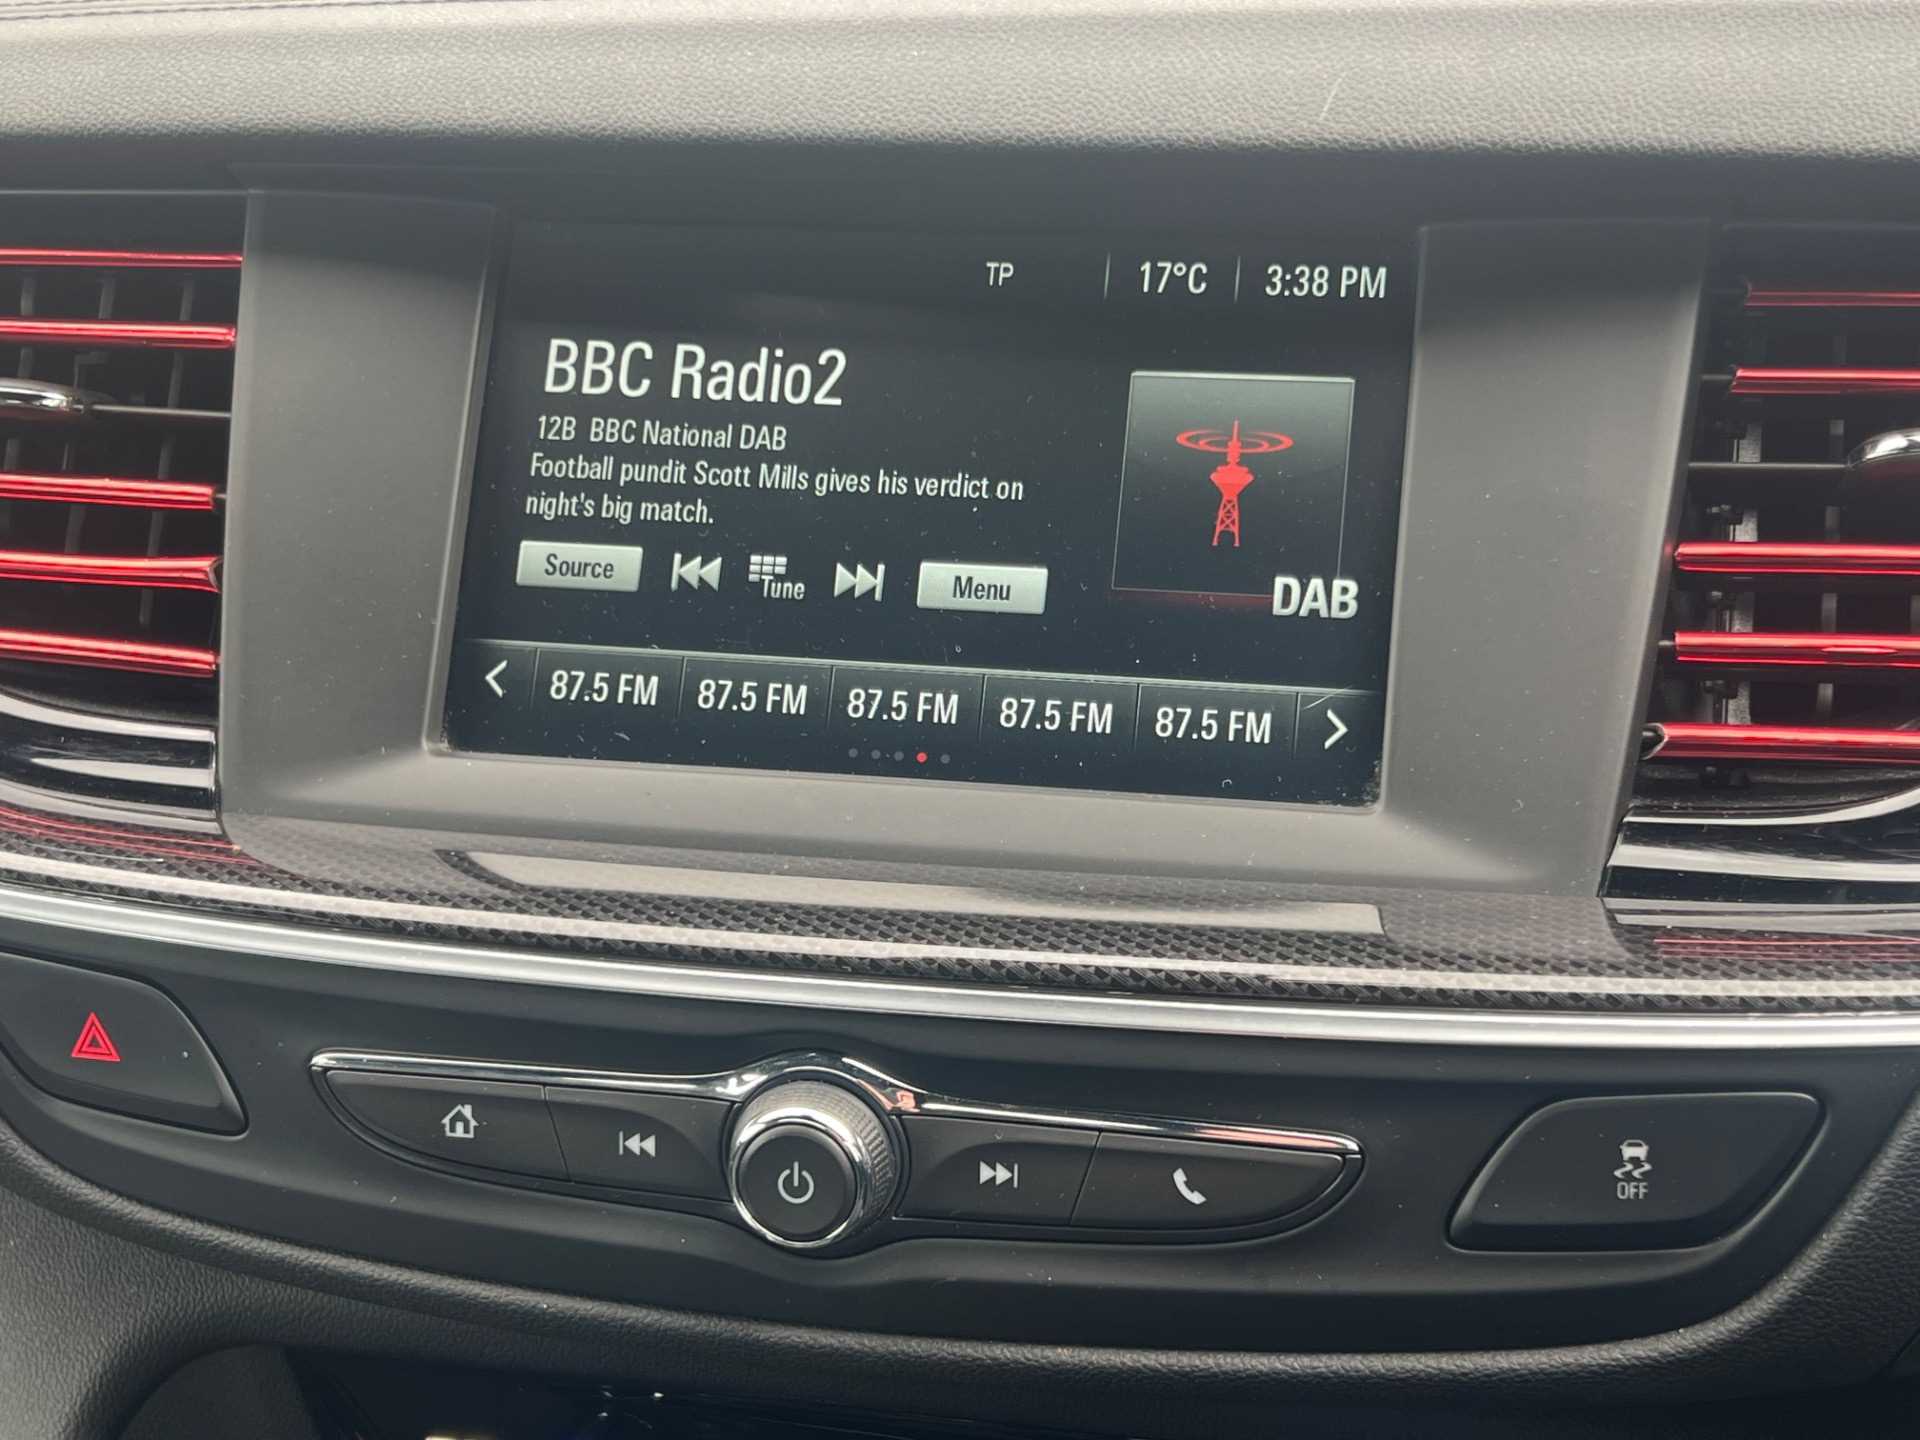 TP 17°C 3:38 PM
BBC Radio2
12B BBC National DAB
Football pundit Scott Mills gives his verdict on
night's big match.
Source Tune Menu
DAB
87.5 FM 87.5 FM 87.5 FM 87.5 FM 87.5 FM
OFF